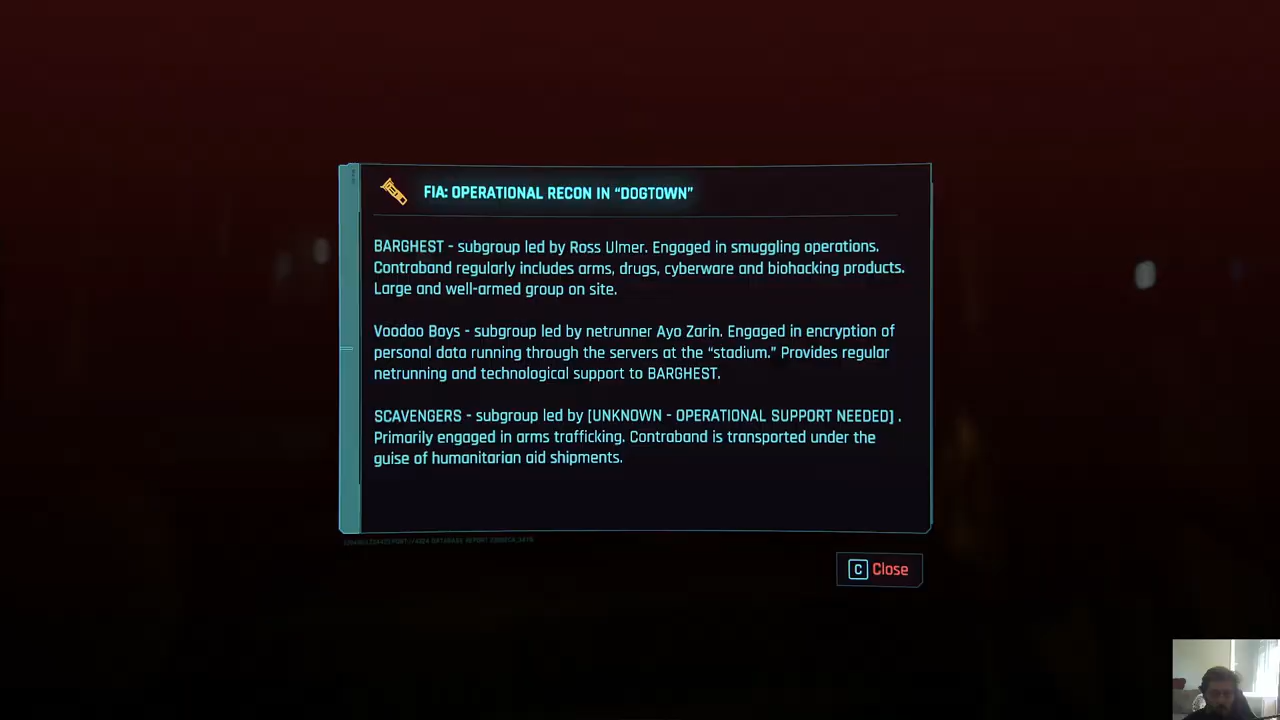 FIA: OPERATIONAL RECON IN “DOGTOWN”
BARGHEST - subgroup led by Ross Ulmer. Engaged in smuggling operations.
Contraband regularly includes arms, drugs, cyberware and biohacking products.
Large and well-armed group on site.
Voodoo Boys - subgroup led by netrunner Ayo Zarin. Engaged in encryption of
personal data running through the servers at the “stadium.” Provides regular
netrunning and technological support to BARGHEST.
SCAVENGERS - subgroup led by [UNKNOWN - OPERATIONAL SUPPORT NEEDED] .
Primarily engaged in arms trafficking. Contraband is transported under the
guise of humanitarian aid shipments.
C Close